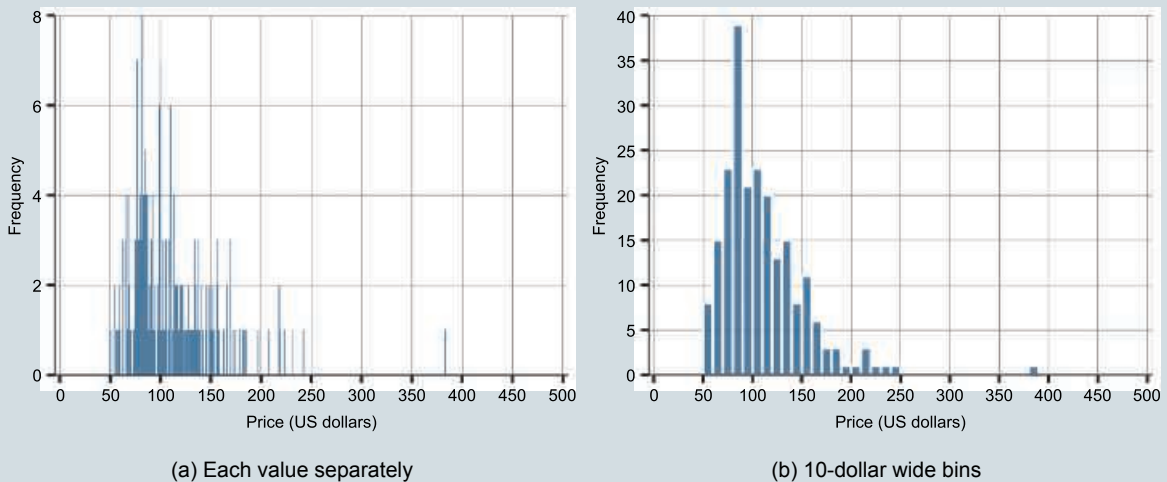 8
6
4
2
0
Frequency
0 50 100 150 200 250 300 350 400 450 500
Price (US dollars)
(a) Each value separately
40
35
30
25
20
15
10
5
0
Frequency
0 50 100 150 200 250 300 350 400 450 500
Price (US dollars)
(b) 10-dollar wide bins